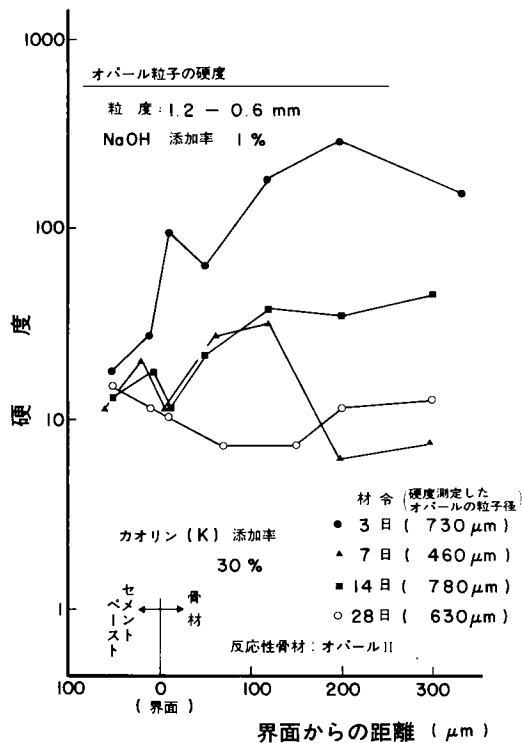 1000
オパール粒子の硬度
粒 度:1.2 − 0.6 mm
NaOH 添加率 1 %
100
硬度
10
材 令 (硬度測定したオパールの粒子径)
● 3 日 ( 730 μm)
▲ 7 日 ( 460 μm)
■ 14 日 ( 780 μm)
○ 28 日 ( 630 μm)
カオリン (K) 添加率
30 %
セメントペースト
骨材
1
反応性骨材:オパール II
100 0 100 200 300
( 界面 )
界面からの距離 ( μm )